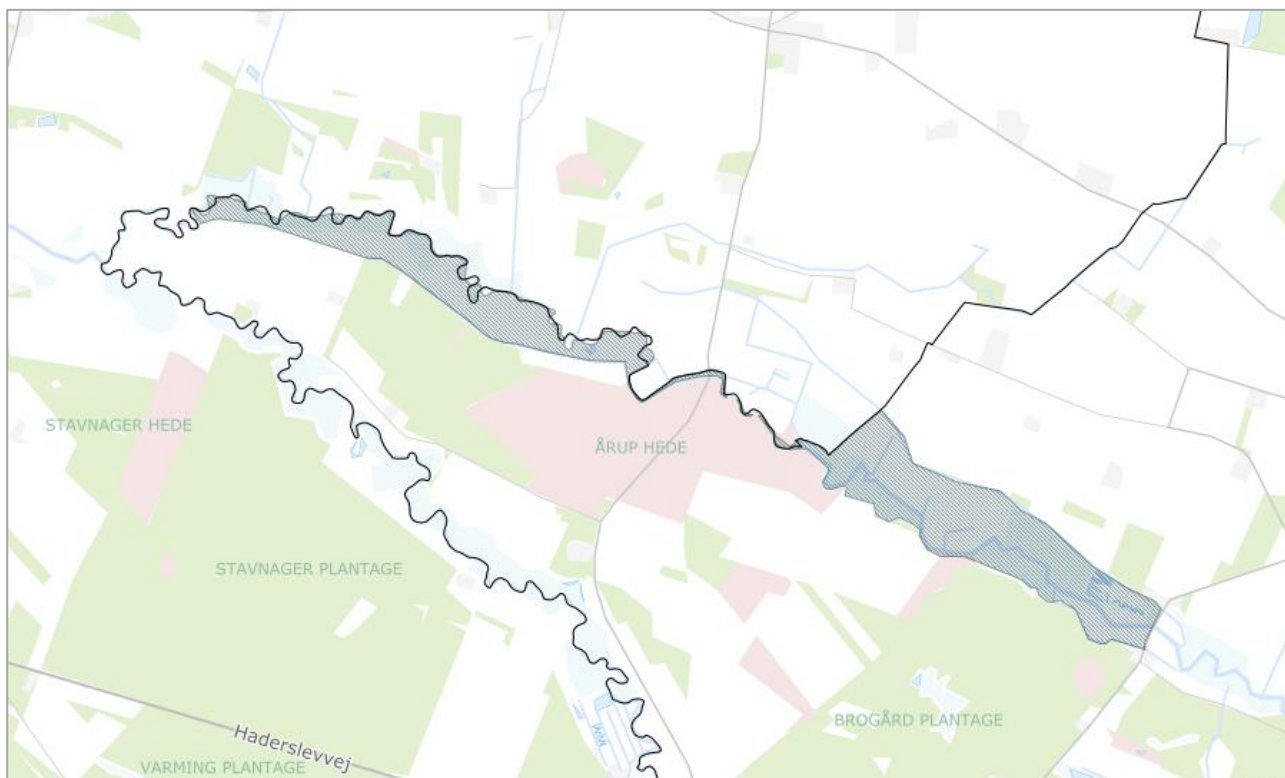 STAVNAGER HEDE
ÅRUP HEDE
STAVNAGER PLANTAGE
BROGÅRD PLANTAGE
Haderslevvej
VARMING PLANTAGE